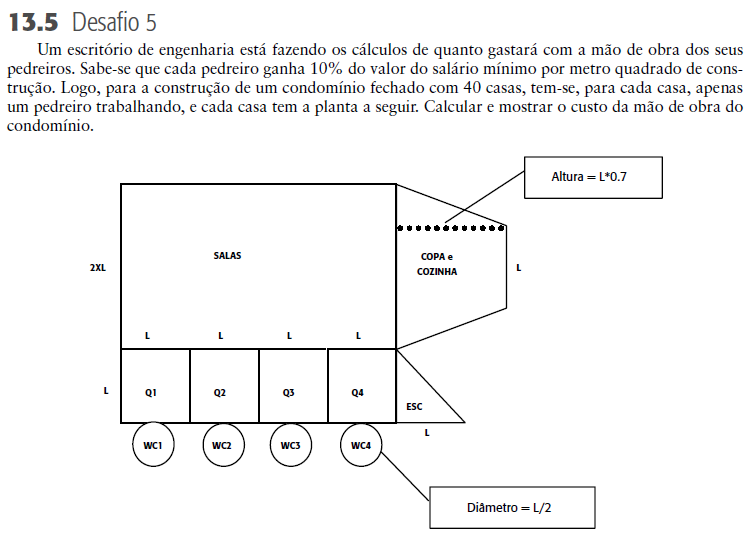 13.5 Desafio 5
Um escritório de engenharia está fazendo os cálculos de quanto gastará com a mão de obra dos seus
pedreiros. Sabe-se que cada pedreiro ganha 10% do valor do salário mínimo por metro quadrado de cons-
trução. Logo, para a construção de um condomínio fechado com 40 casas, tem-se, para cada casa, apenas
um pedreiro trabalhando, e cada casa tem a planta a seguir. Calcular e mostrar o custo da mão de obra do
condomínio.
Altura = L*0.7
SALAS
COPA e
COZINHA
2XL
L
L
L
L
L
L
Q1
Q2
Q3
Q4
ESC
L
WC1
WC2
WC3
WC4
Diâmetro = L/2